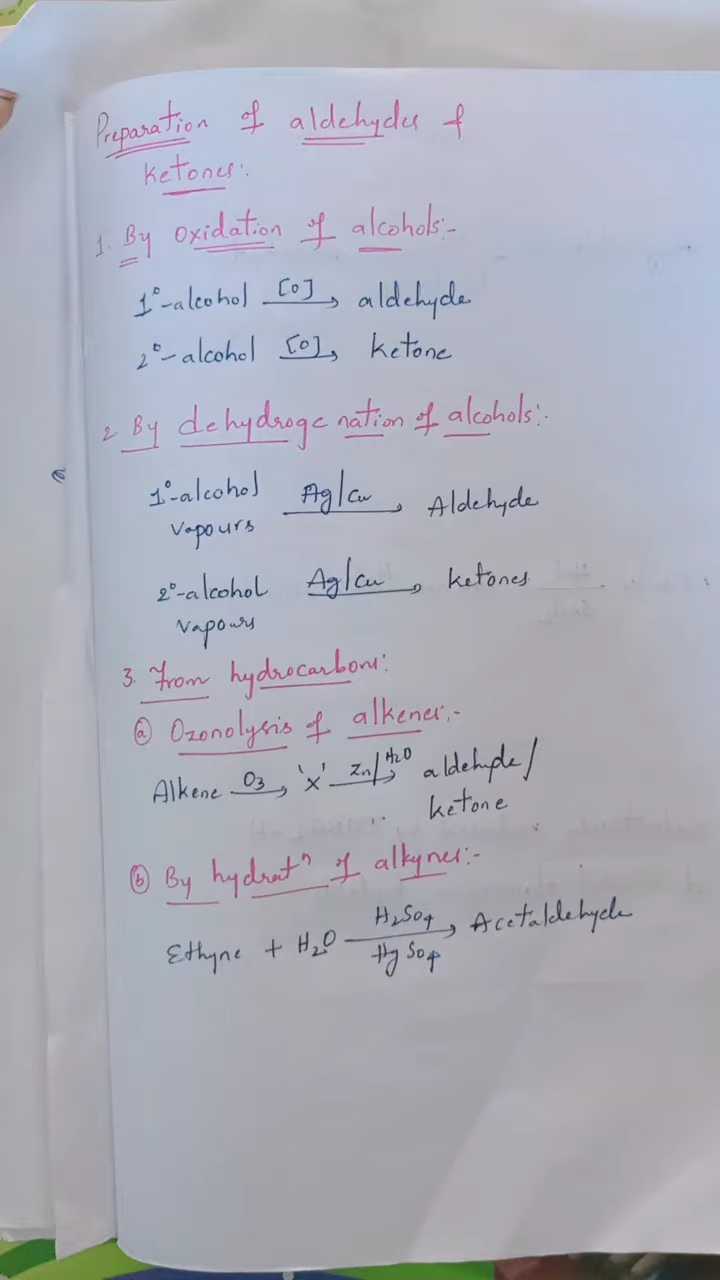 Preparation of aldehydes &
ketones:
1. By oxidation of alcohols:-
1°-alcohol [O]→ aldehyde
2°-alcohol [O]→ ketone
2. By dehydrogenation of alcohols:-
1°-alcohol vapours Ag/Cu→ Aldehyde
2°-alcohol vapours Ag/Cu→ ketones
3. From hydrocarbons:
ⓐ Ozonolysis of alkenes:-
Alkene O3→ 'X' Zn/H2O→ aldehyde/
ketone
ⓑ By hydratⁿ of alkynes:-
Ethyne + H2O H2SO4→ HgSO4 Acetaldehyde